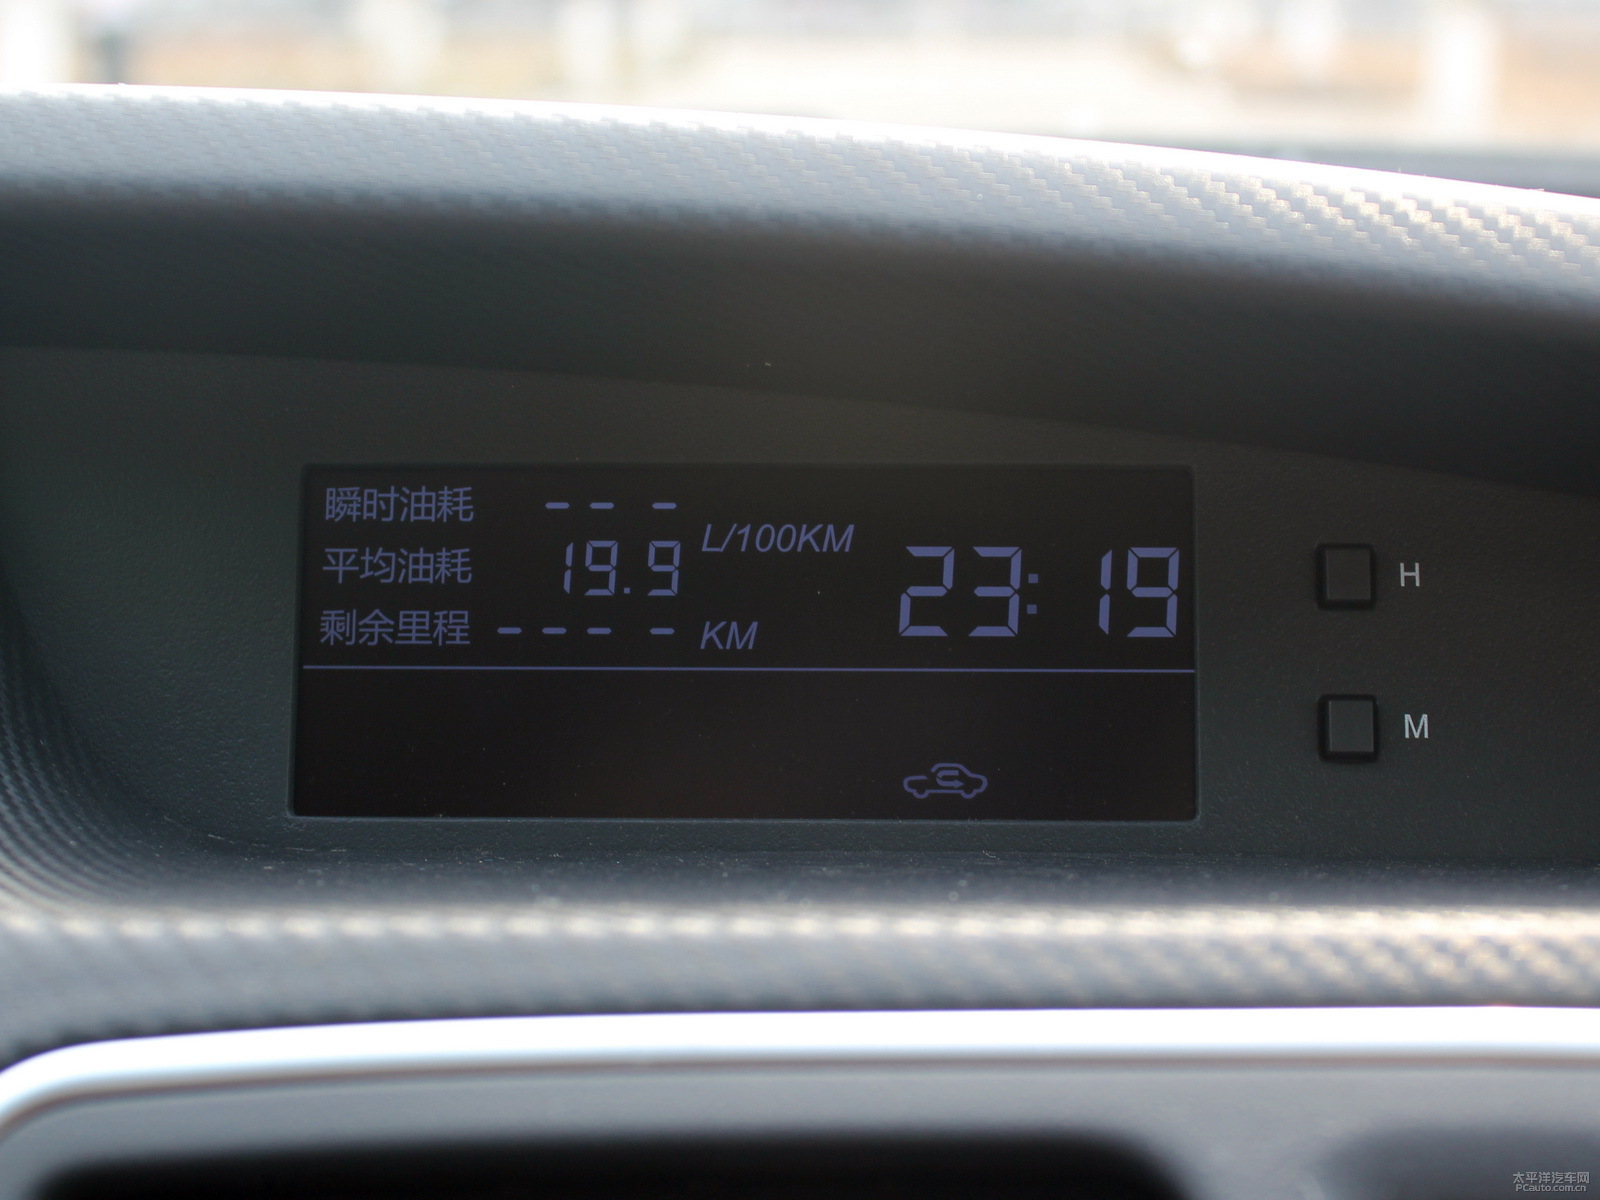 瞬时油耗 --.-
L/100KM
平均油耗 19.9
23:19
剩余里程 ---.- KM
H
M
太平洋汽车网
PCauto.com.cn